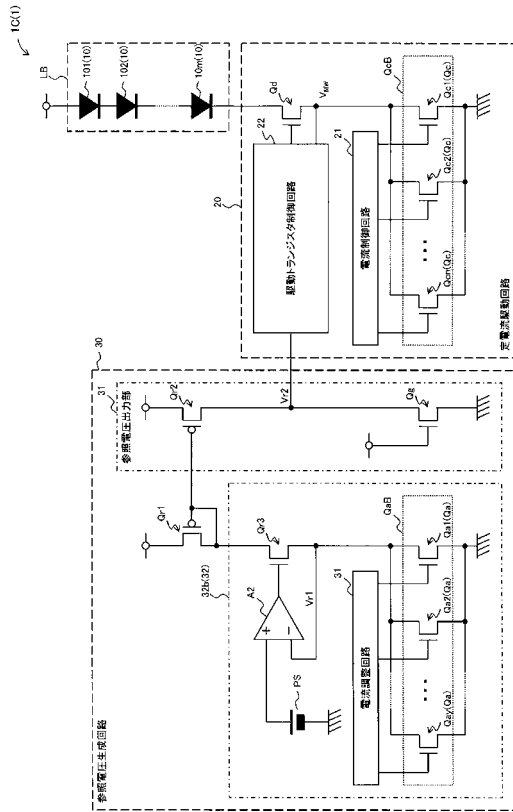 1C(1)
LB
101(10)
102(10)
10m(10)
Qd
22
V_MW
20
駆動トランジスタ制御回路
21
電流制御回路
QcB
Qc1(Qc)
Qc2(Qc)
Qcn(Qc)
定電流駆動回路
30
31
参照電圧出力部
Qr2
Vr2
Qg
Qr1
32b(32)
Qr3
A2
Vr1
PS
31
電流調整回路
QaB
Qa1(Qa)
Qa2(Qa)
Qay(Qa)
参照電圧生成回路